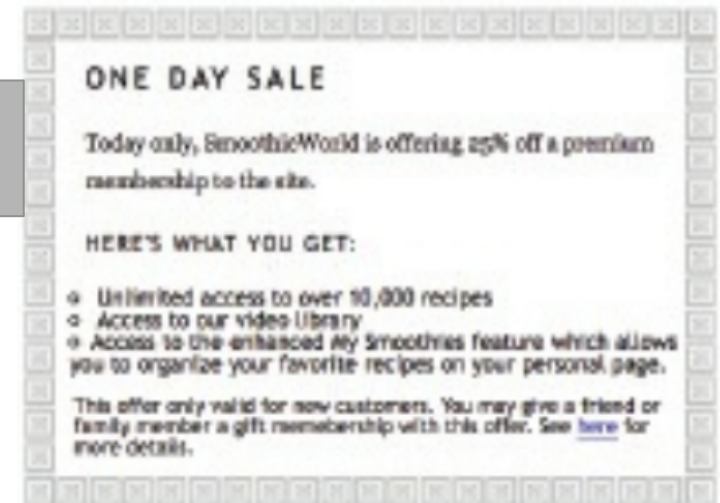 ONE DAY SALE
Today only, SmoothieWorld is offering 25% off a premium
membership to the site.
HERE'S WHAT YOU GET:
Unlimited access to over 10,000 recipes
Access to our video library
Access to the enhanced My Smoothies feature which allows
you to organize your favorite recipes on your personal page.
This offer only valid for new customers. You may give a friend or
family member a gift memebership with this offer. See here for
more details.